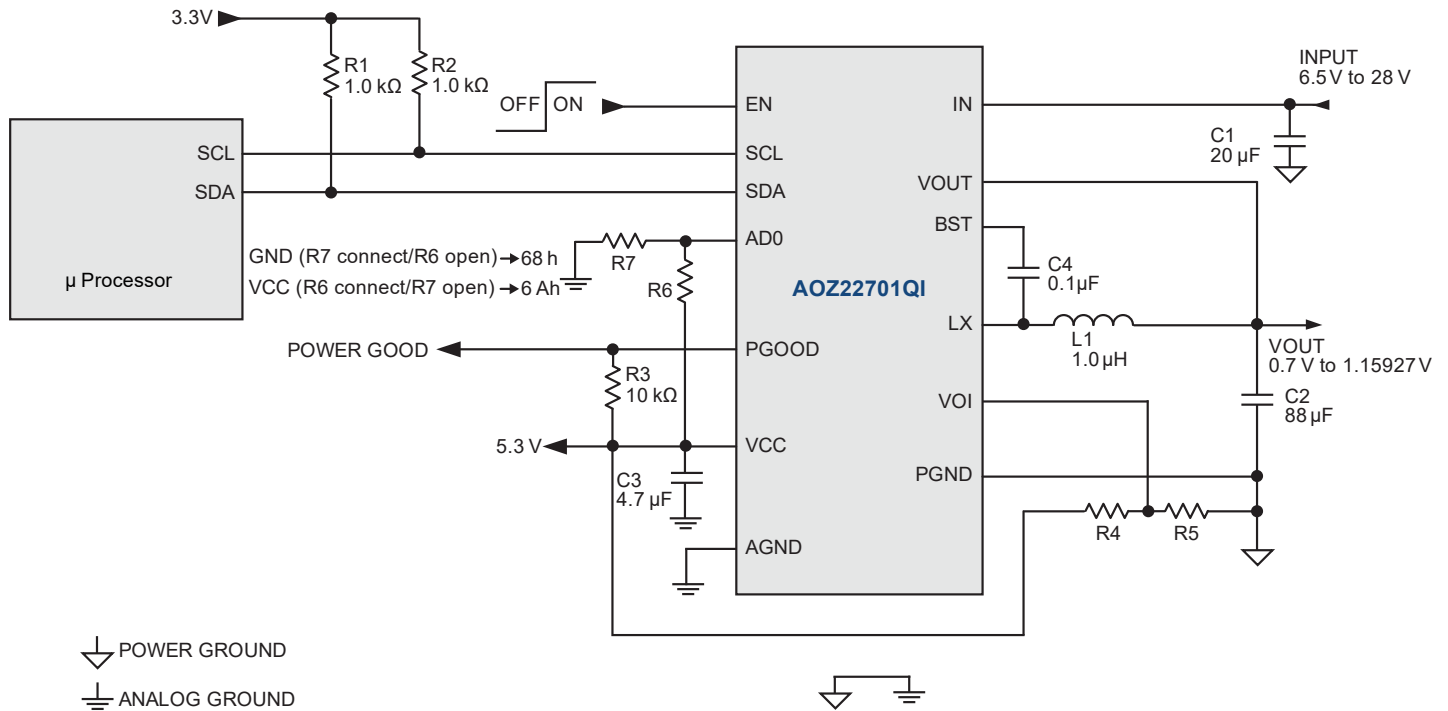 3.3V
R1
1.0 kΩ
R2
1.0 kΩ
OFF
ON
EN
IN
INPUT
6.5 V to 28 V
C1
20 µF
SCL
SCL
SDA
SDA
VOUT
BST
AD0
GND (R7 connect/R6 open)→68 h
R7
VCC (R6 connect/R7 open)→6 Ah
R6
µ Processor
AOZ22701QI
C4
0.1µF
LX
L1
1.0 µH
VOUT
0.7 V to 1.15927 V
POWER GOOD
PGOOD
R3
10 kΩ
VOI
C2
88 µF
5.3 V
VCC
C3
4.7 µF
PGND
R4
R5
AGND
POWER GROUND
ANALOG GROUND